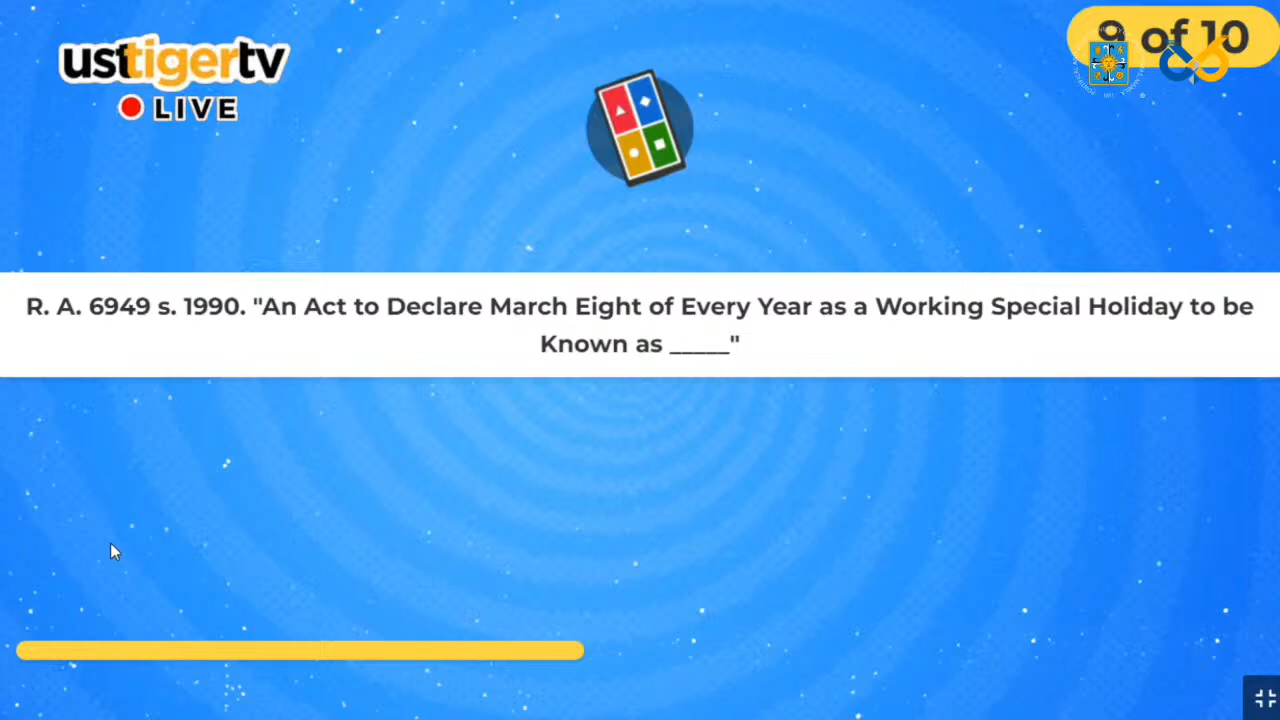 usttigertv
LIVE
9 of 10
R. A. 6949 s. 1990. "An Act to Declare March Eight of Every Year as a Working Special Holiday to be
Known as _____"